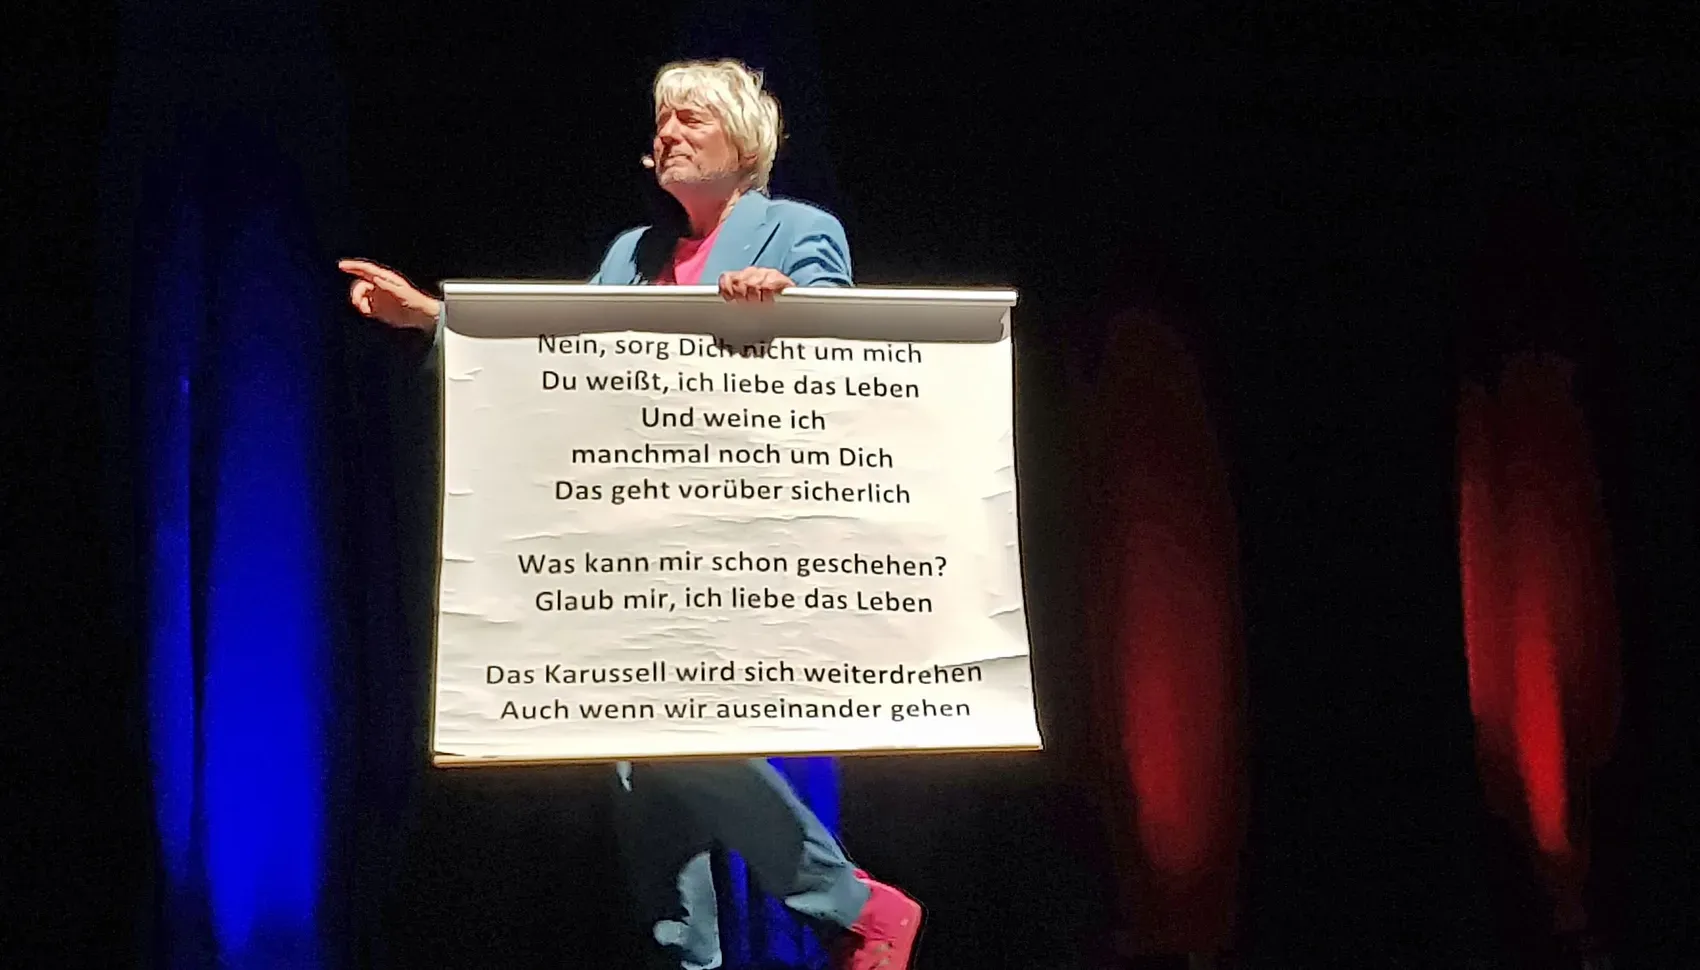 Nein, sorg Dich nicht um mich
Du weißt, ich liebe das Leben
Und weine ich
manchmal noch um Dich
Das geht vorüber sicherlich
Was kann mir schon geschehen?
Glaub mir, ich liebe das Leben
Das Karussell wird sich weiterdrehen
Auch wenn wir auseinander gehen